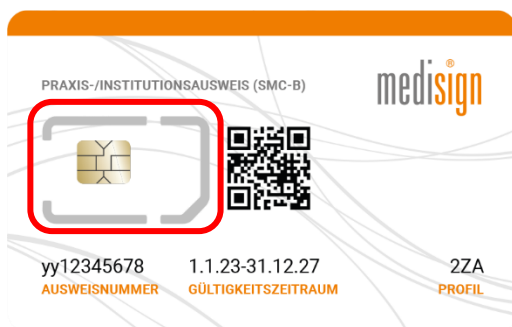 PRAXIS-/INSTITUTIONSAUSWEIS (SMC-B)
medisign®
yy12345678 1.1.23-31.12.27 2ZA
AUSWEISNUMMER GÜLTIGKEITSZEITRAUM PROFIL